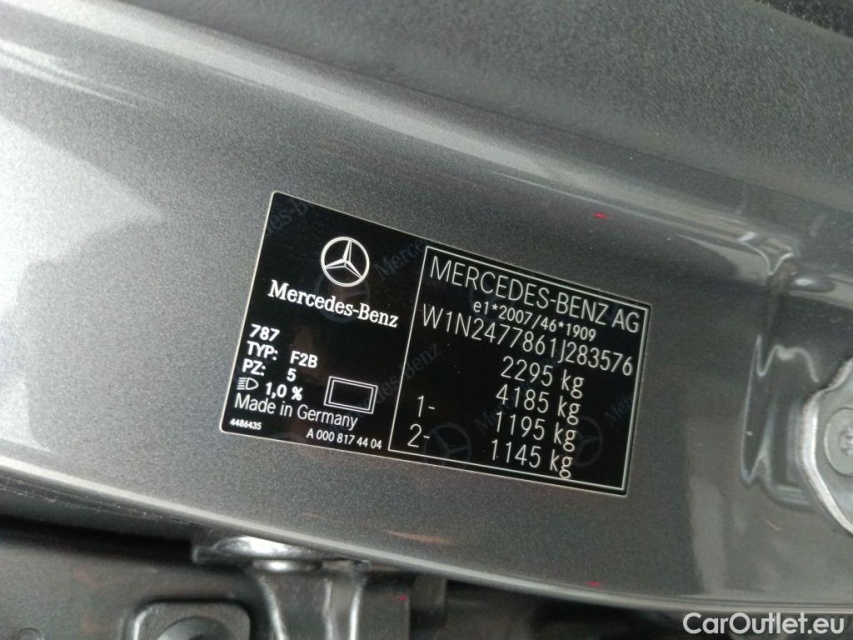 Mercedes-Benz
787
TYP: F2B
PZ: 5
1,0 %
Made in Germany
4486435
A 000 817 44 04
MERCEDES-BENZ AG
e1*2007/46*1909
W1N2477861J283576
2295 kg
4185 kg
1- 1195 kg
2- 1145 kg
CarOutlet.eu